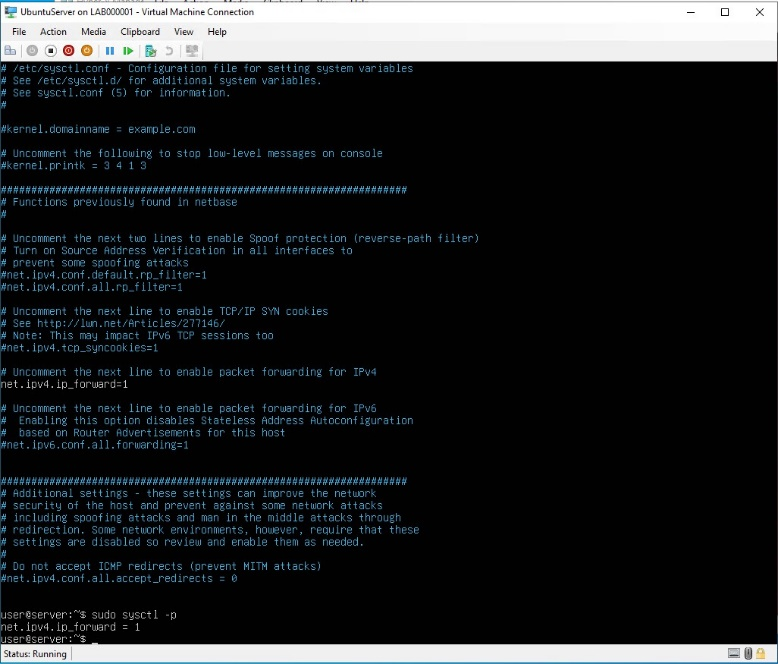 UbuntuServer on LAB000001 - Virtual Machine Connection
File Action Media Clipboard View Help
# /etc/sysctl.conf - Configuration file for setting system variables
# See /etc/sysctl.d/ for additional system variables.
# See sysctl.conf (5) for information.
#
#kernel.domainname = example.com
# Uncomment the following to stop low-level messages on console
#kernel.printk = 3 4 1 3
###################################################################
# Functions previously found in netbase
#
# Uncomment the next two lines to enable Spoof protection (reverse-path filter)
# Turn on Source Address Verification in all interfaces to
# prevent some spoofing attacks
#net.ipv4.conf.default.rp_filter=1
#net.ipv4.conf.all.rp_filter=1
# Uncomment the next line to enable TCP/IP SYN cookies
# See http://lwn.net/Articles/277146/
# Note: This may impact IPv6 TCP sessions too
#net.ipv4.tcp_syncookies=1
# Uncomment the next line to enable packet forwarding for IPv4
net.ipv4.ip_forward=1
# Uncomment the next line to enable packet forwarding for IPv6
#  Enabling this option disables Stateless Address Autoconfiguration
#  based on Router Advertisements for this host
#net.ipv6.conf.all.forwarding=1
###################################################################
# Additional settings - these settings can improve the network
# security of the host and prevent against some network attacks
# including spoofing attacks and man in the middle attacks through
# redirection. Some network environments, however, require that these
# settings are disabled so review and enable them as needed.
#
# Do not accept ICMP redirects (prevent MITM attacks)
#net.ipv4.conf.all.accept_redirects = 0
user@server:~$ sudo sysctl -p
net.ipv4.ip_forward = 1
user@server:~$ _
Status: Running